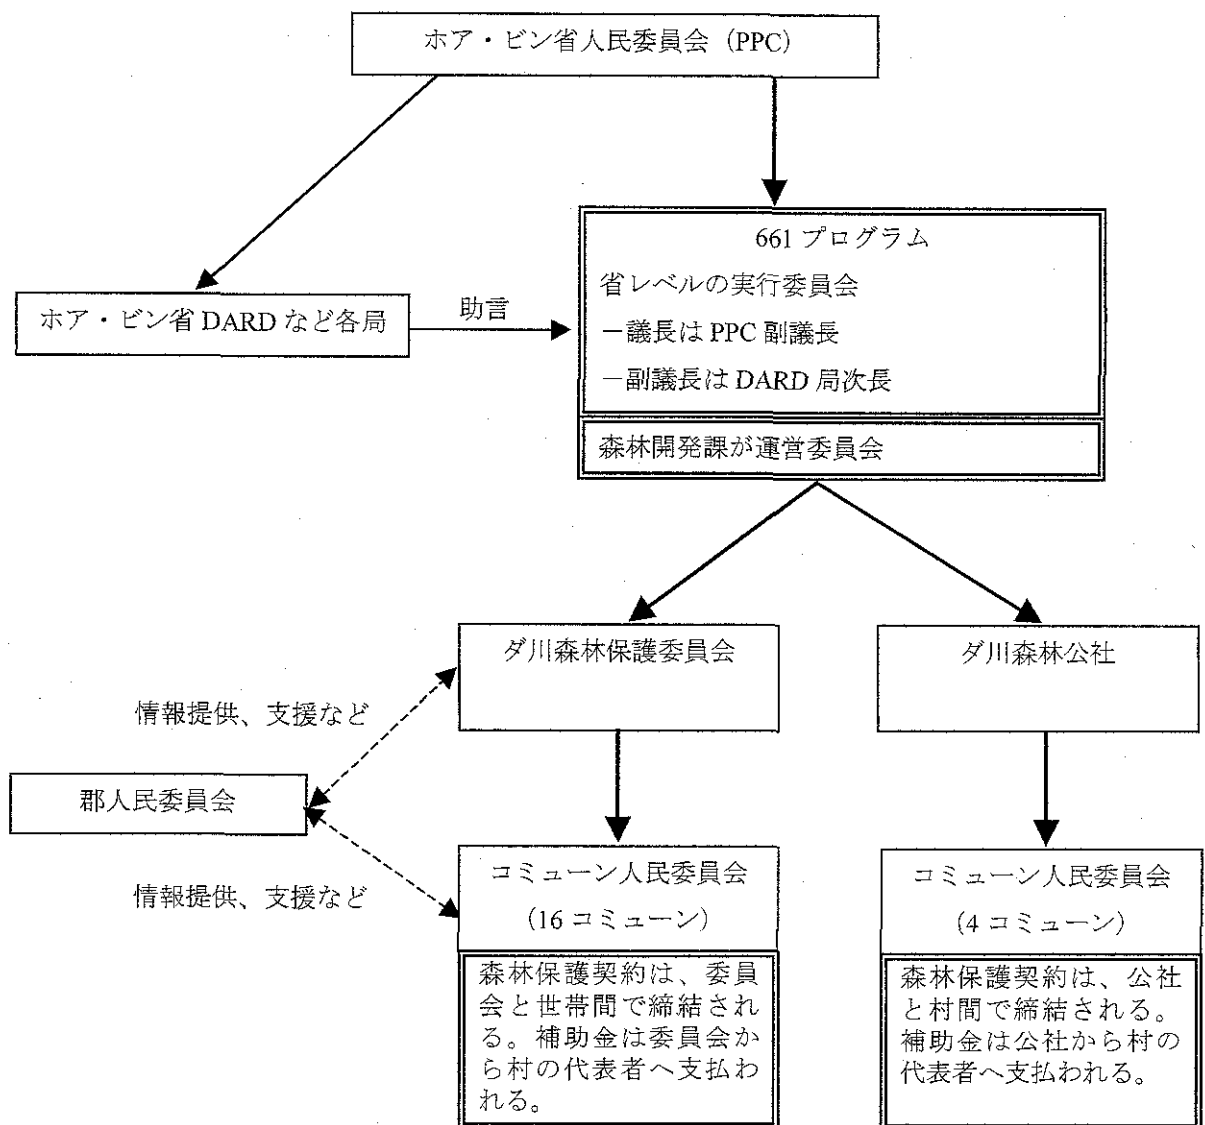 ホア・ビン省人民委員会 (PPC)
661 プログラム
省レベルの実行委員会
－議長は PPC 副議長
－副議長は DARD 局次長
森林開発課が運営委員会
ホア・ビン省 DARD など各局
助言
ダ川森林保護委員会
ダ川森林公社
情報提供、支援など
郡人民委員会
情報提供、支援など
コミューン人民委員会
(16 コミューン)
森林保護契約は、委員
会と世帯間で締結され
る。補助金は委員会か
ら村の代表者へ支払わ
れる。
コミューン人民委員会
(4 コミューン)
森林保護契約は、公社
と村間で締結される。
補助金は公社から村の
代表者へ支払われる。